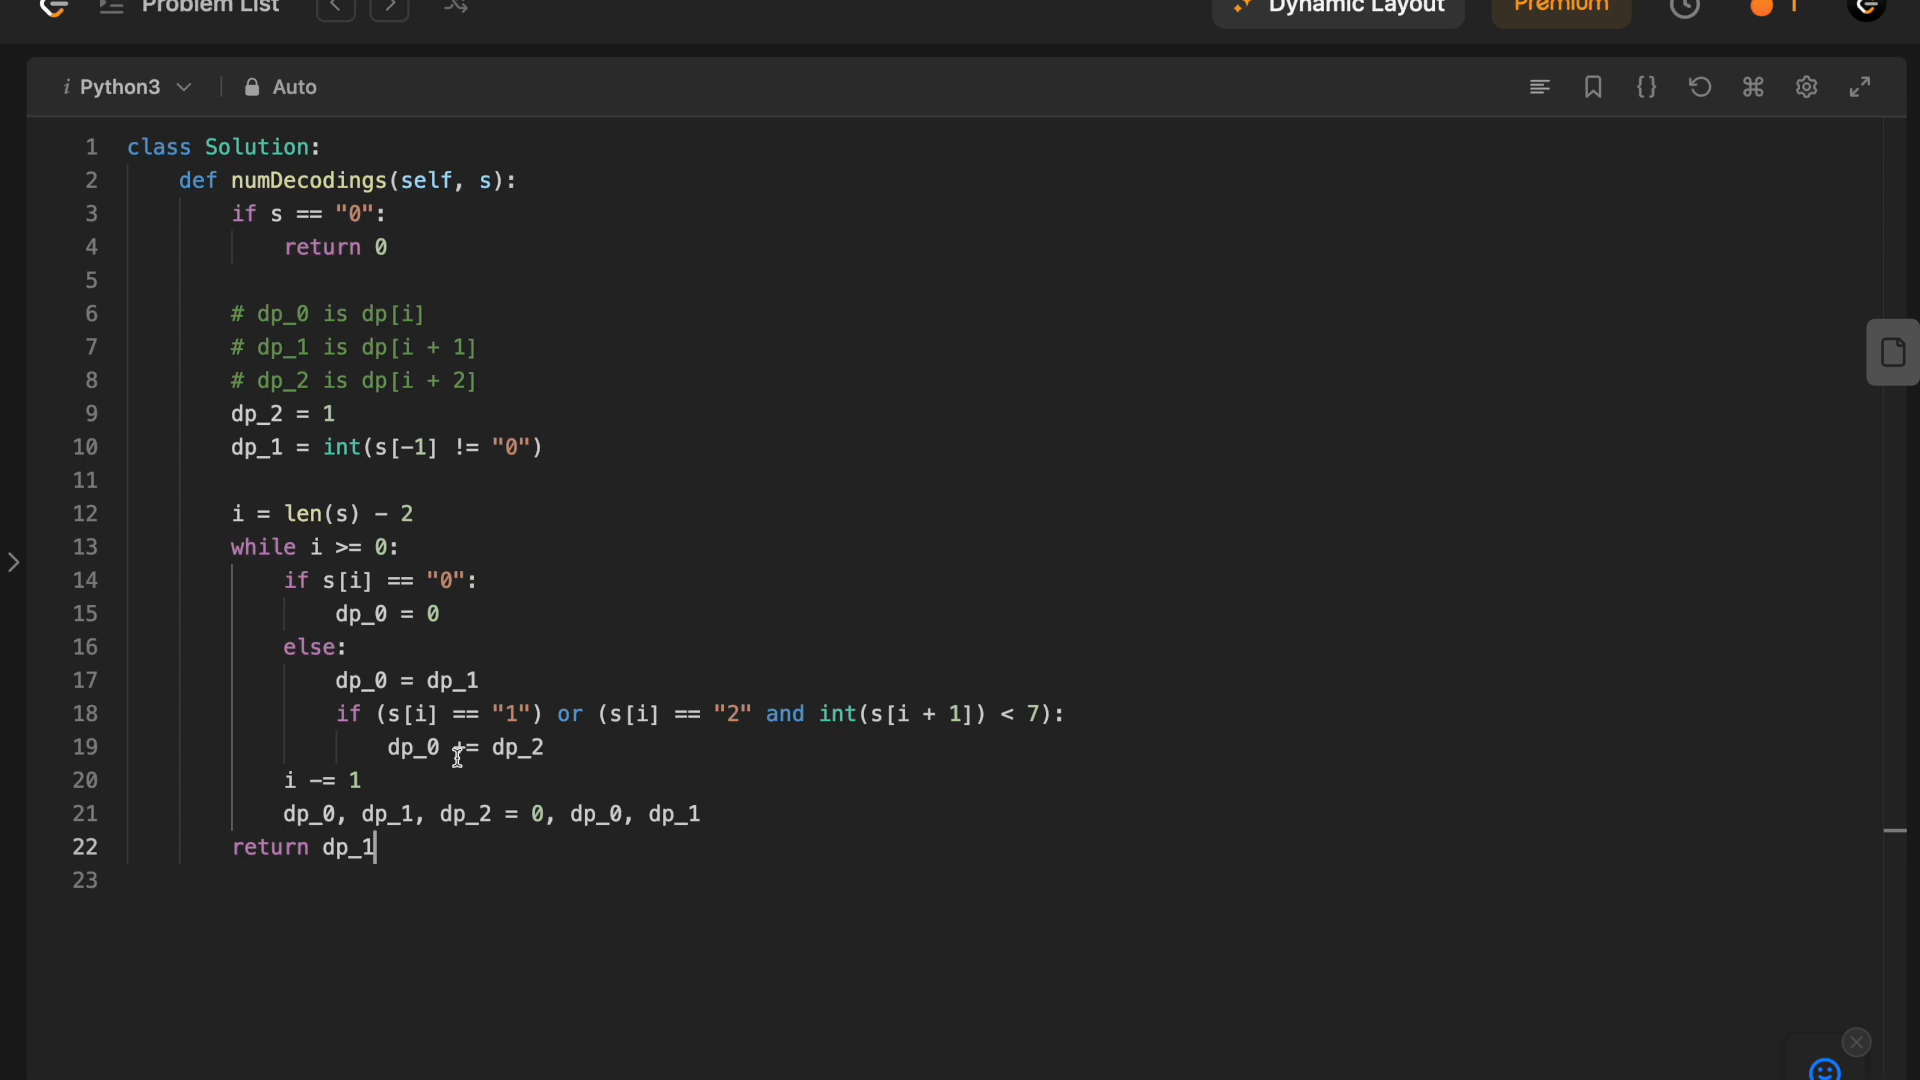 Problem List
Dynamic Layout
Premium
1
i Python3
Auto
1 class Solution:
2 def numDecodings(self, s):
3 if s == "0":
4 return 0
5
6 # dp_0 is dp[i]
7 # dp_1 is dp[i + 1]
8 # dp_2 is dp[i + 2]
9 dp_2 = 1
10 dp_1 = int(s[-1] != "0")
11
12 i = len(s) - 2
13 while i >= 0:
14 if s[i] == "0":
15 dp_0 = 0
16 else:
17 dp_0 = dp_1
18 if (s[i] == "1") or (s[i] == "2" and int(s[i + 1]) < 7):
19 dp_0 += dp_2
20 i -= 1
21 dp_0, dp_1, dp_2 = 0, dp_0, dp_1
22 return dp_1
23